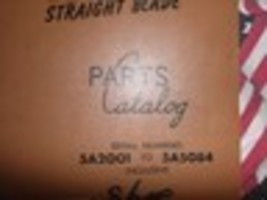 STRAIGHT BLADE
PARTS
Catalog
SERIAL NUMBERS
5A2001 TO 5A5084
INCLUSIVE